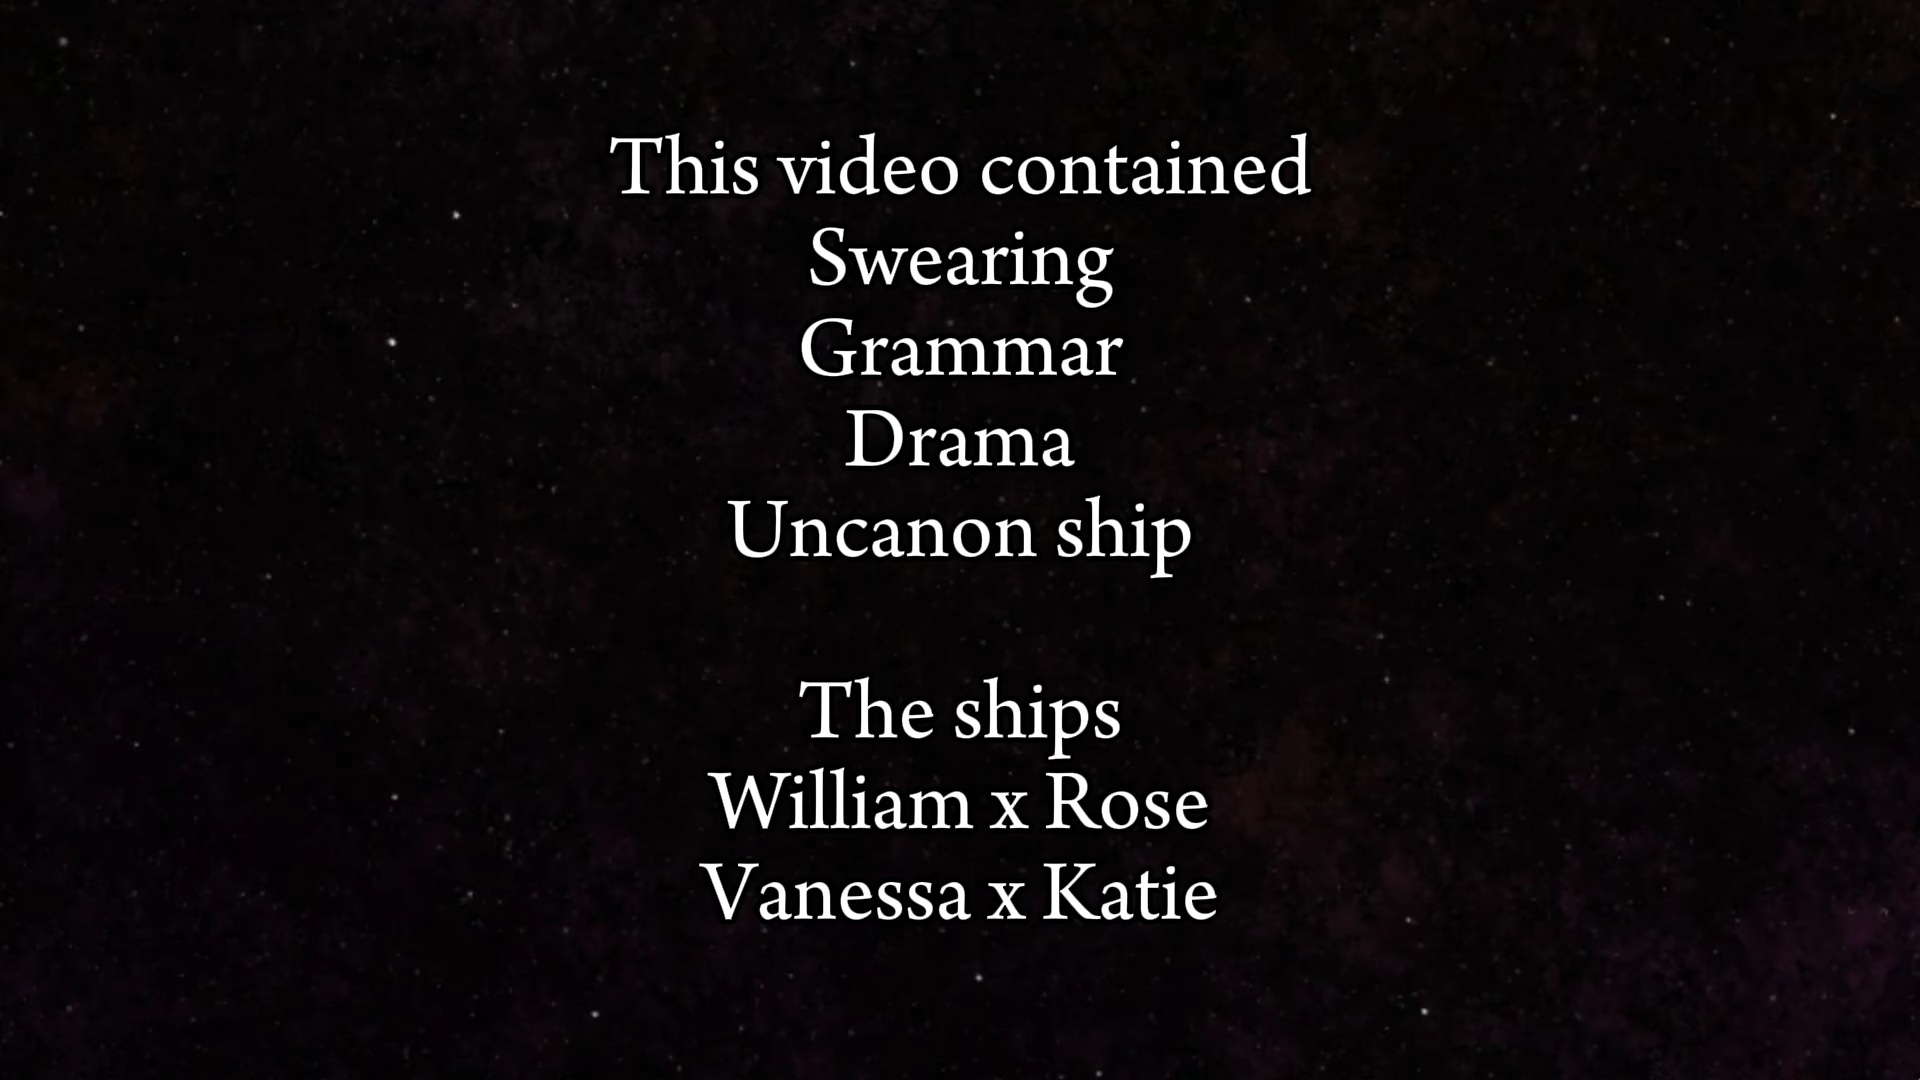 This video contained
Swearing
Grammar
Drama
Uncanon ship
The ships
William x Rose
Vanessa x Katie